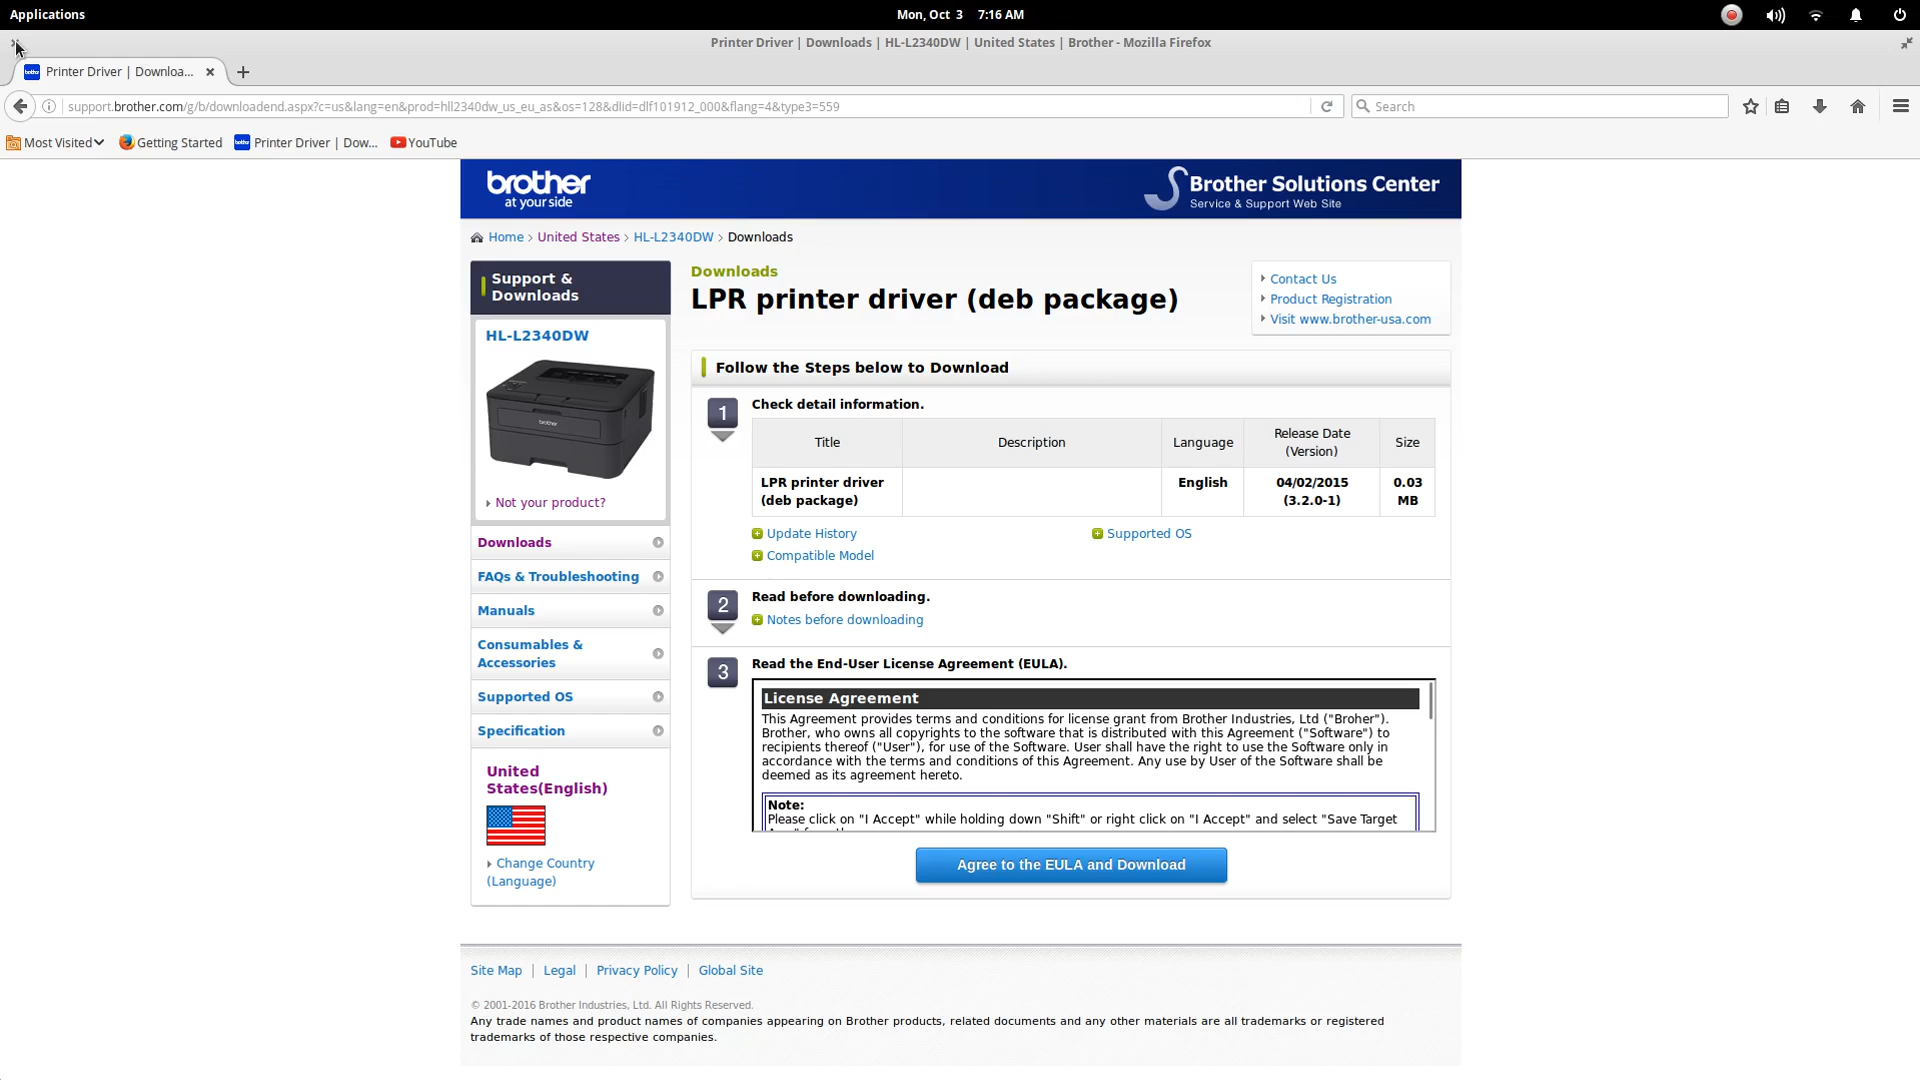 Applications
Mon, Oct 3 7:16 AM
Printer Driver | Downloads | HL-L2340DW | United States | Brother - Mozilla Firefox
Printer Driver | Downloa...
support.brother.com/g/b/downloadend.aspx?c=us&lang=en&prod=hll2340dw_us_eu_as&os=128&dlid=dlf101912_000&flang=4&type3=559
Search
Most Visited
Getting Started
Printer Driver | Dow...
YouTube
brother
at your side
Brother Solutions Center
Service & Support Web Site
Home > United States > HL-L2340DW > Downloads
Support &
Downloads
HL-L2340DW
brother
Not your product?
Downloads
FAQs & Troubleshooting
Manuals
Consumables &
Accessories
Supported OS
Specification
United
States(English)
Change Country
(Language)
Downloads
LPR printer driver (deb package)
Contact Us
Product Registration
Visit www.brother-usa.com
Follow the Steps below to Download
1
Check detail information.
Title Description Language Release Date (Version) Size
LPR printer driver (deb package) English 04/02/2015 (3.2.0-1) 0.03 MB
Update History
Supported OS
Compatible Model
2
Read before downloading.
Notes before downloading
3
Read the End-User License Agreement (EULA).
License Agreement
This Agreement provides terms and conditions for license grant from Brother Industries, Ltd ("Broher").
Brother, who owns all copyrights to the software that is distributed with this Agreement ("Software") to
recipients thereof ("User"), for use of the Software. User shall have the right to use the Software only in
accordance with the terms and conditions of this Agreement. Any use by User of the Software shall be
deemed as its agreement hereto.
Note:
Please click on "I Accept" while holding down "Shift" or right click on "I Accept" and select "Save Target
Agree to the EULA and Download
Site Map | Legal | Privacy Policy | Global Site
© 2001-2016 Brother Industries, Ltd. All Rights Reserved.
Any trade names and product names of companies appearing on Brother products, related documents and any other materials are all trademarks or registered
trademarks of those respective companies.